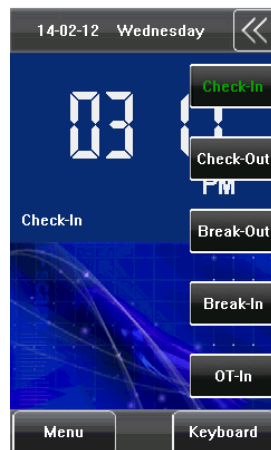 14-02-12 Wednesday
Check-In
03
Check-Out
PM
Check-In
Break-Out
Break-In
OT-In
Menu
Keyboard